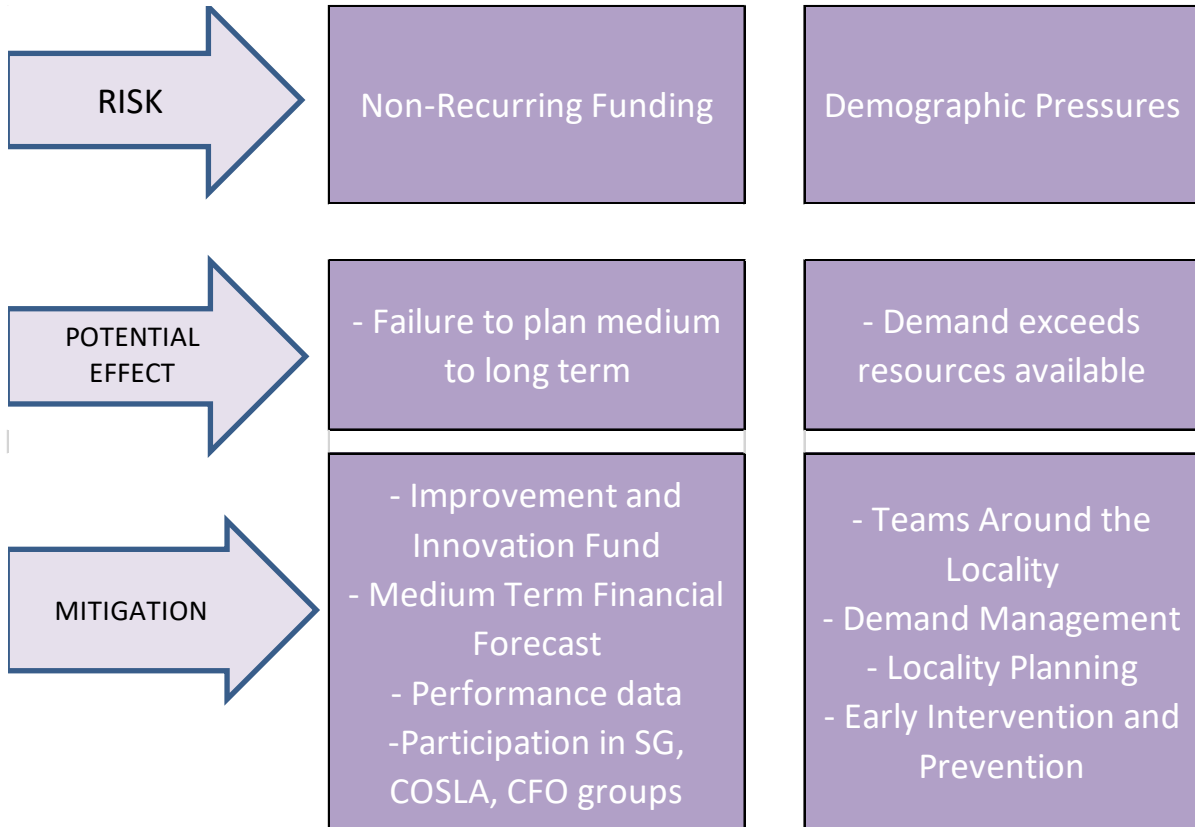 RISK
Non-Recurring Funding
Demographic Pressures
POTENTIAL
EFFECT
- Failure to plan medium
to long term
- Demand exceeds
resources available
MITIGATION
- Improvement and
Innovation Fund
- Medium Term Financial
Forecast
- Performance data
-Participation in SG,
COSLA, CFO groups
- Teams Around the
Locality
- Demand Management
- Locality Planning
- Early Intervention and
Prevention